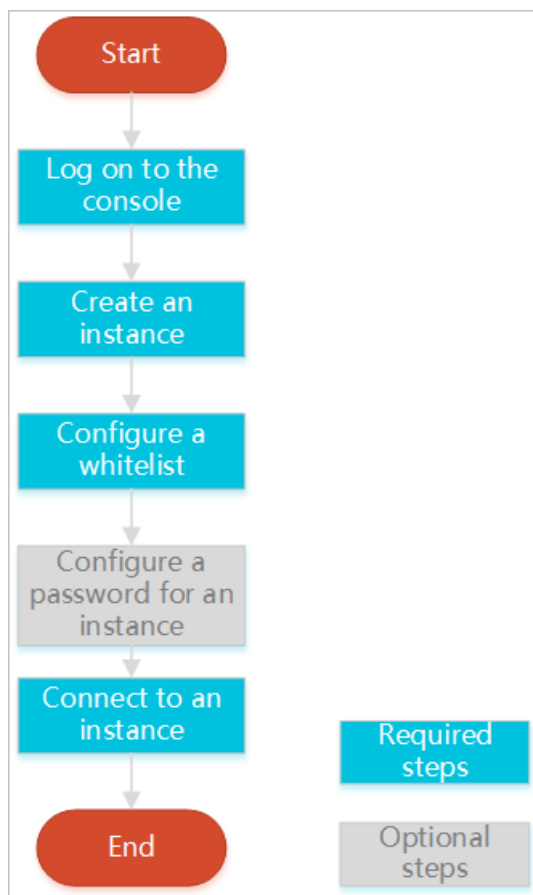 Start
Log on to the
console
Create an
instance
Configure a
whitelist
Configure a
password for an
instance
Connect to an
instance
End
Required
steps
Optional
steps